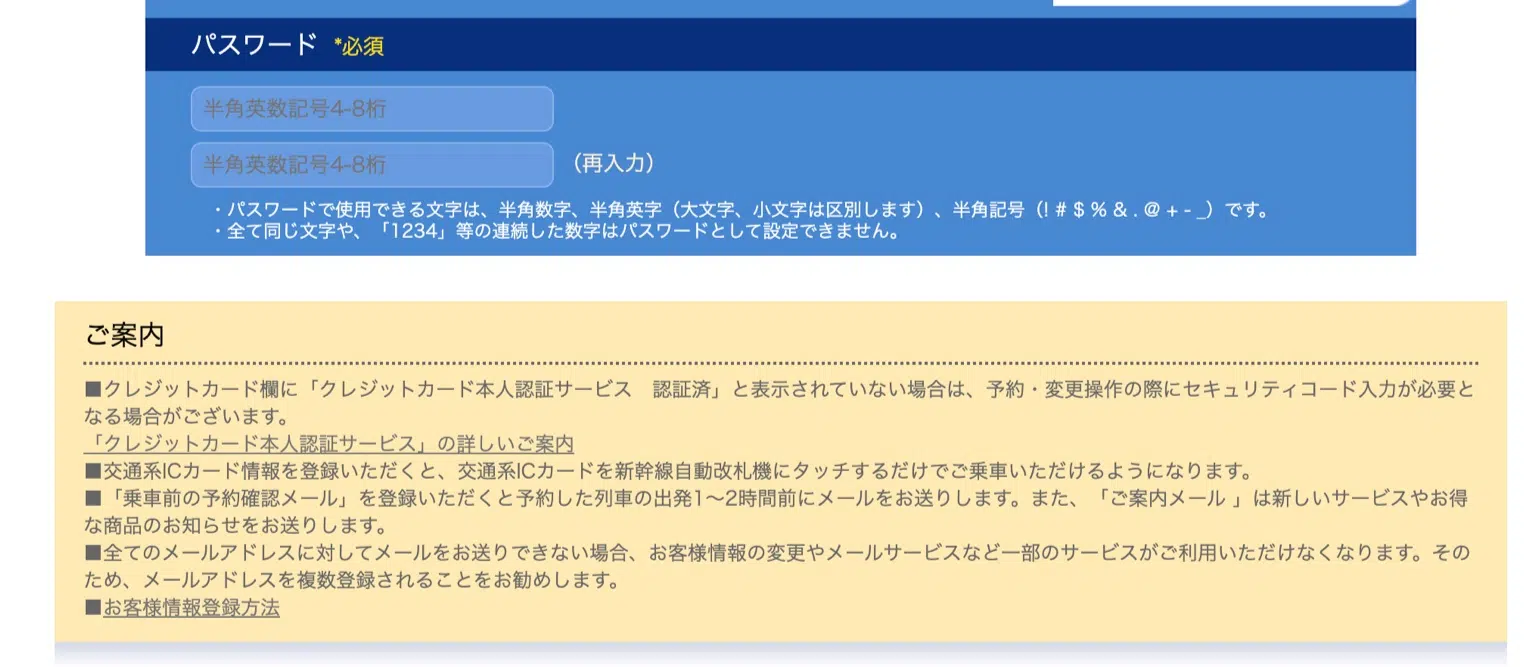 パスワード *必須
半角英数記号4-8桁
半角英数記号4-8桁 （再入力）
・パスワードで使用できる文字は、半角数字、半角英字（大文字、小文字は区別します）、半角記号（! # $ % & . @ + - _）です。
・全て同じ文字や、「1234」等の連続した数字はパスワードとして設定できません。
ご案内
■クレジットカード欄に「クレジットカード本人認証サービス　認証済」と表示されていない場合は、予約・変更操作の際にセキュリティコード入力が必要と
なる場合がございます。
「クレジットカード本人認証サービス」の詳しいご案内
■交通系ICカード情報を登録いただくと、交通系ICカードを新幹線自動改札機にタッチするだけでご乗車いただけるようになります。
■「乗車前の予約確認メール」を登録いただくと予約した列車の出発1～2時間前にメールをお送りします。また、「ご案内メール 」は新しいサービスやお得
な商品のお知らせをお送りします。
■全てのメールアドレスに対してメールをお送りできない場合、お客様情報の変更やメールサービスなど一部のサービスがご利用いただけなくなります。その
ため、メールアドレスを複数登録されることをお勧めします。
■お客様情報登録方法